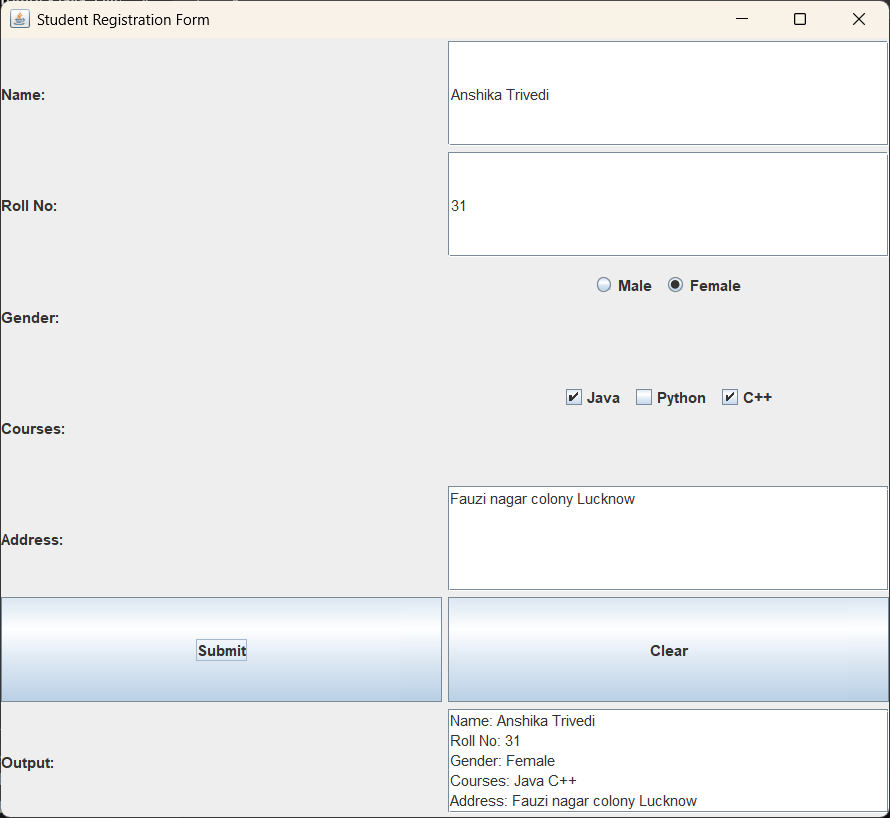 Student Registration Form
Name:
Anshika Trivedi
Roll No:
31
Gender:
Male Female
Courses:
Java Python C++
Address:
Fauzi nagar colony Lucknow
Submit Clear
Output:
Name: Anshika Trivedi
Roll No: 31
Gender: Female
Courses: Java C++
Address: Fauzi nagar colony Lucknow